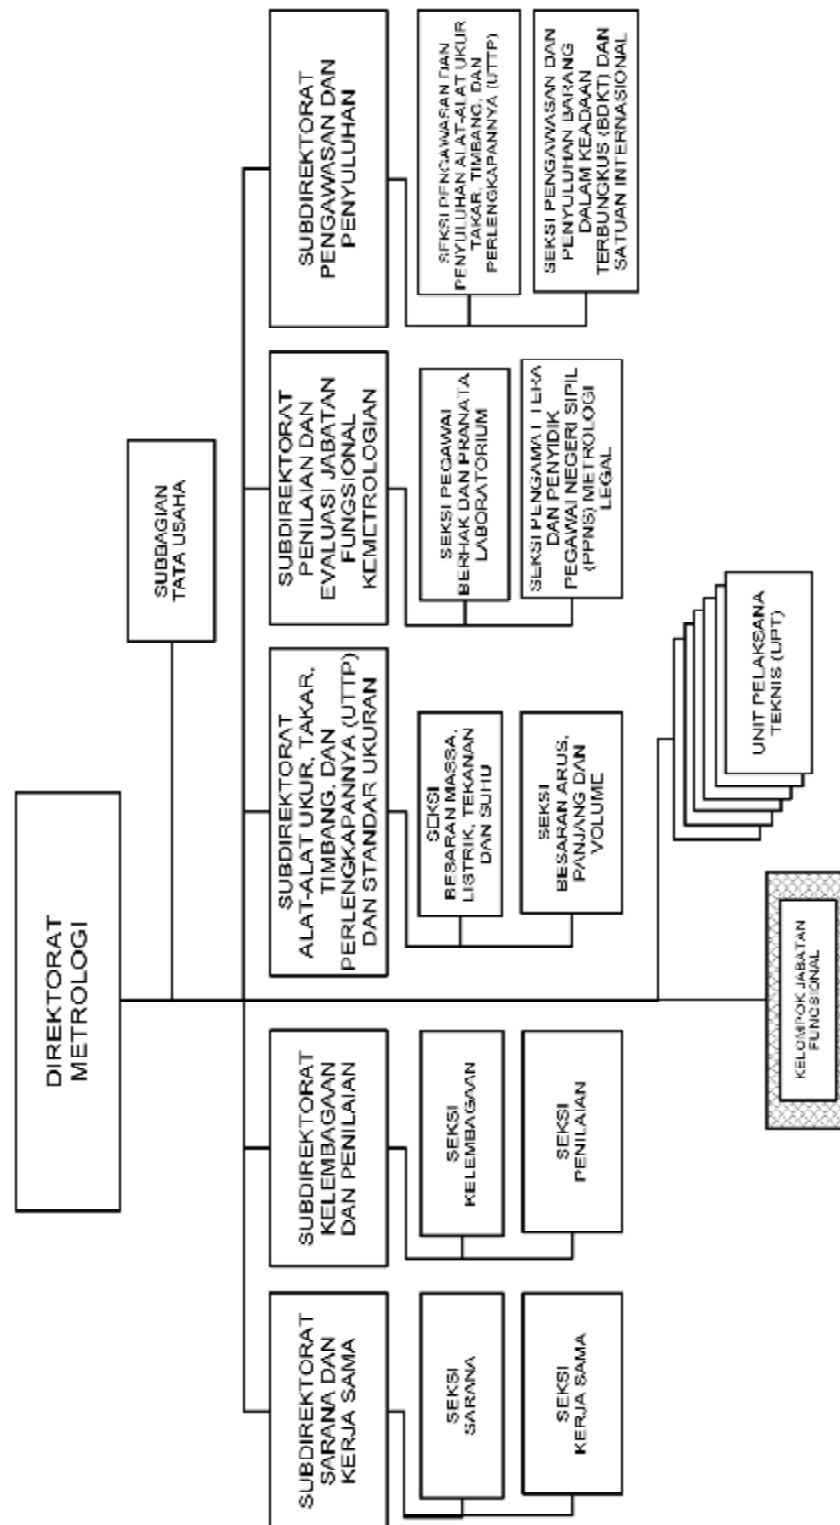 DIREKTORAT
METROLOGI
SUBBAGIAN
TATA USAHA
SUBDIREKTORAT
SARANA DAN
KERJA SAMA
SUBDIREKTORAT
KELEMBAGAAN
DAN PENILAIAN
SUBDIREKTORAT
ALAT-ALAT UKUR, TAKAR,
TIMBANG, DAN
PERLENGKAPANNYA (UTTP)
DAN STANDAR UKURAN
SUBDIREKTORAT
PENILAIAN DAN
EVALUASI JABATAN
FUNGSIONAL
KEMETROLOGIAN
SUBDIREKTORAT
PENGAWASAN DAN
PENYULUHAN
SEKSI
SARANA
SEKSI
KELEMBAGAAN
SEKSI
BESARAN MASSA,
LISTRIK, TEKANAN
DAN SUHU
SEKSI PEGAWAI
BERHAK DAN PRANATA
LABORATORIUM
SEKSI PENGAWASAN DAN
PENYULUHAN ALAT-ALAT UKUR
TAKAR, TIMBANG, DAN
PERLENGKAPANNYA (UTTP)
SEKSI
KERJA SAMA
SEKSI
PENILAIAN
SEKSI
BESARAN ARUS,
PANJANG DAN
VOLUME
SEKSI PENGAMAT TERA
DAN PENYIDIK
PEGAWAI NEGERI SIPIL
(PPNS) METROLOGI
LEGAL
SEKSI PENGAWASAN DAN
PENYULUHAN BARANG
DALAM KEADAAN
TERBUNGKUS (BDKT) DAN
SATUAN INTERNASIONAL
UNIT PELAKSANA
TEKNIS (UPT)
KELOMPOK JABATAN
FUNGSIONAL